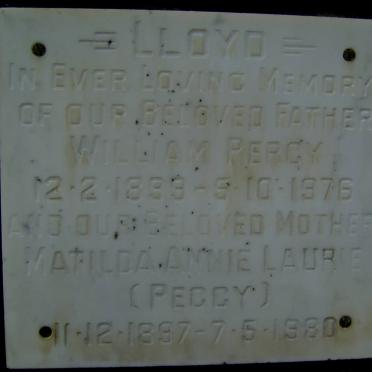 LLOYD
IN EVER LOVING MEMORY
OF OUR BELOVED FATHER
WILLIAM PERCY
12·2·1893-9·10·1976
AND OUR BELOVED MOTHER
MATILDA ANNIE LAURIE
(PEGGY)
11·12·1897-7·5·1980